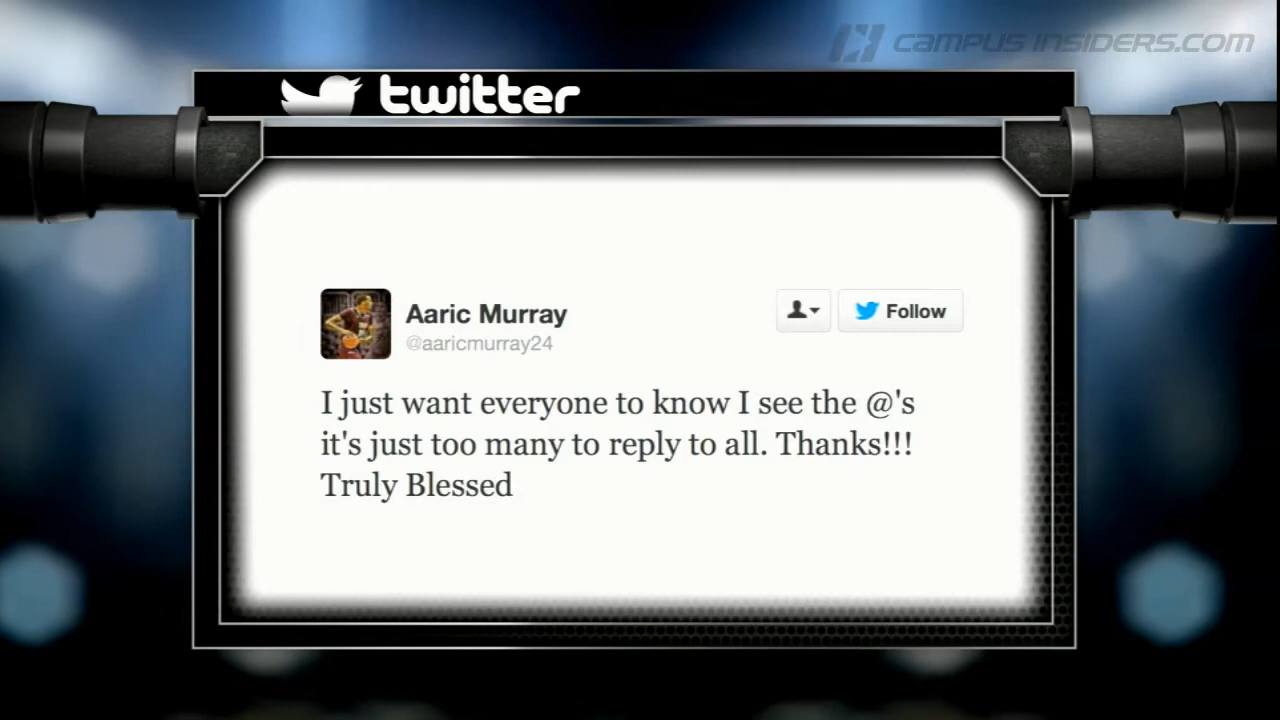 CAMPUS INSIDERS.COM
twitter
Aaric Murray
Follow
@aaricmurray24
I just want everyone to know I see the @'s
it's just too many to reply to all. Thanks!!!
Truly Blessed